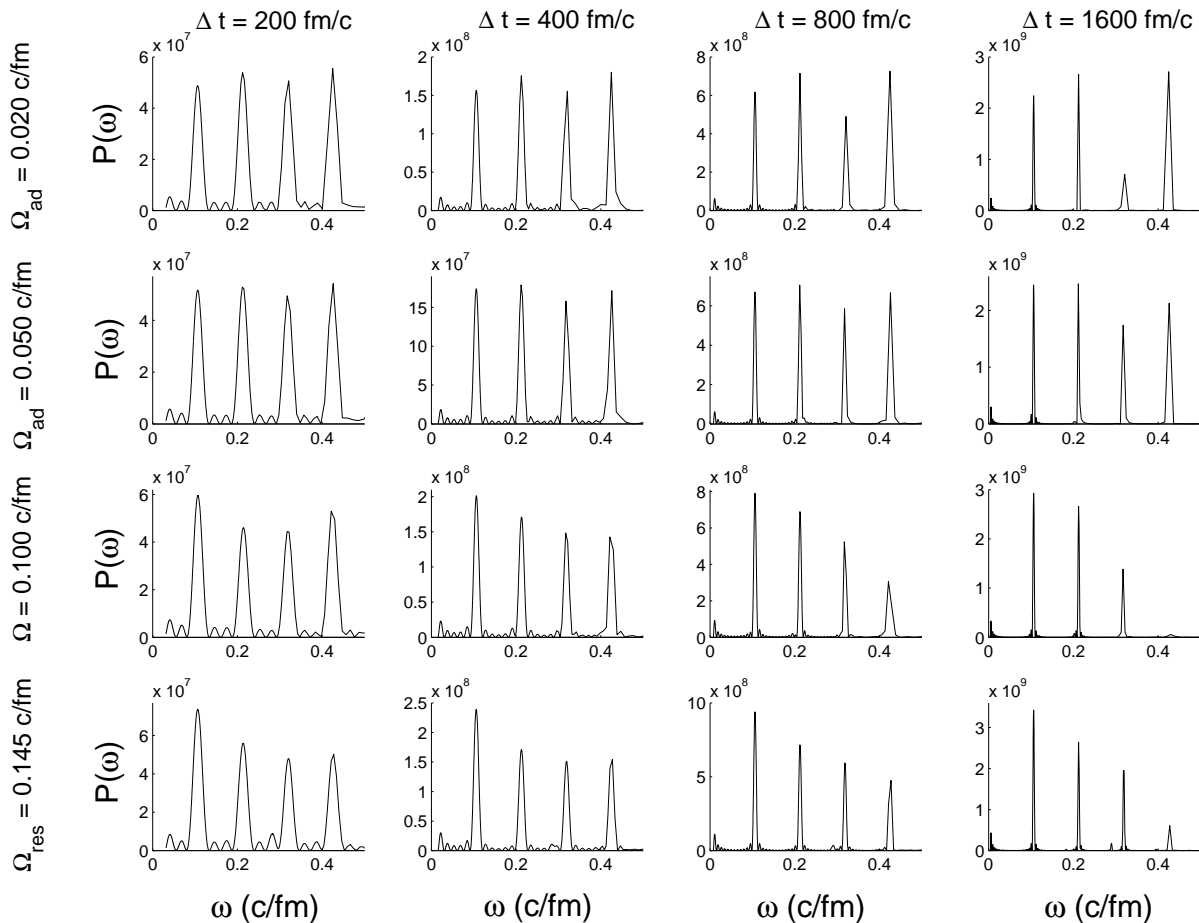 Δ t = 200 fm/c Δ t = 400 fm/c Δ t = 800 fm/c Δ t = 1600 fm/c
Ω_ad = 0.020 c/fm
P(ω)
x 10^7
6
4
2
0
0 0.2 0.4
x 10^8
2
1.5
1
0.5
0
0 0.2 0.4
x 10^8
8
6
4
2
0
0 0.2 0.4
x 10^9
3
2
1
0
0 0.2 0.4
Ω_ad = 0.050 c/fm
P(ω)
x 10^7
4
2
0
0 0.2 0.4
x 10^7
15
10
5
0
0 0.2 0.4
x 10^8
6
4
2
0
0 0.2 0.4
x 10^9
2
1
0
0 0.2 0.4
Ω = 0.100 c/fm
P(ω)
x 10^7
6
4
2
0
0 0.2 0.4
x 10^8
2
1.5
1
0.5
0
0 0.2 0.4
x 10^8
8
6
4
2
0
0 0.2 0.4
x 10^9
3
2
1
0
0 0.2 0.4
Ω_res = 0.145 c/fm
P(ω)
x 10^7
6
4
2
0
0 0.2 0.4
x 10^8
2.5
2
1.5
1
0.5
0
0 0.2 0.4
x 10^8
10
5
0
0 0.2 0.4
x 10^9
3
2
1
0
0 0.2 0.4
ω (c/fm) ω (c/fm) ω (c/fm) ω (c/fm)